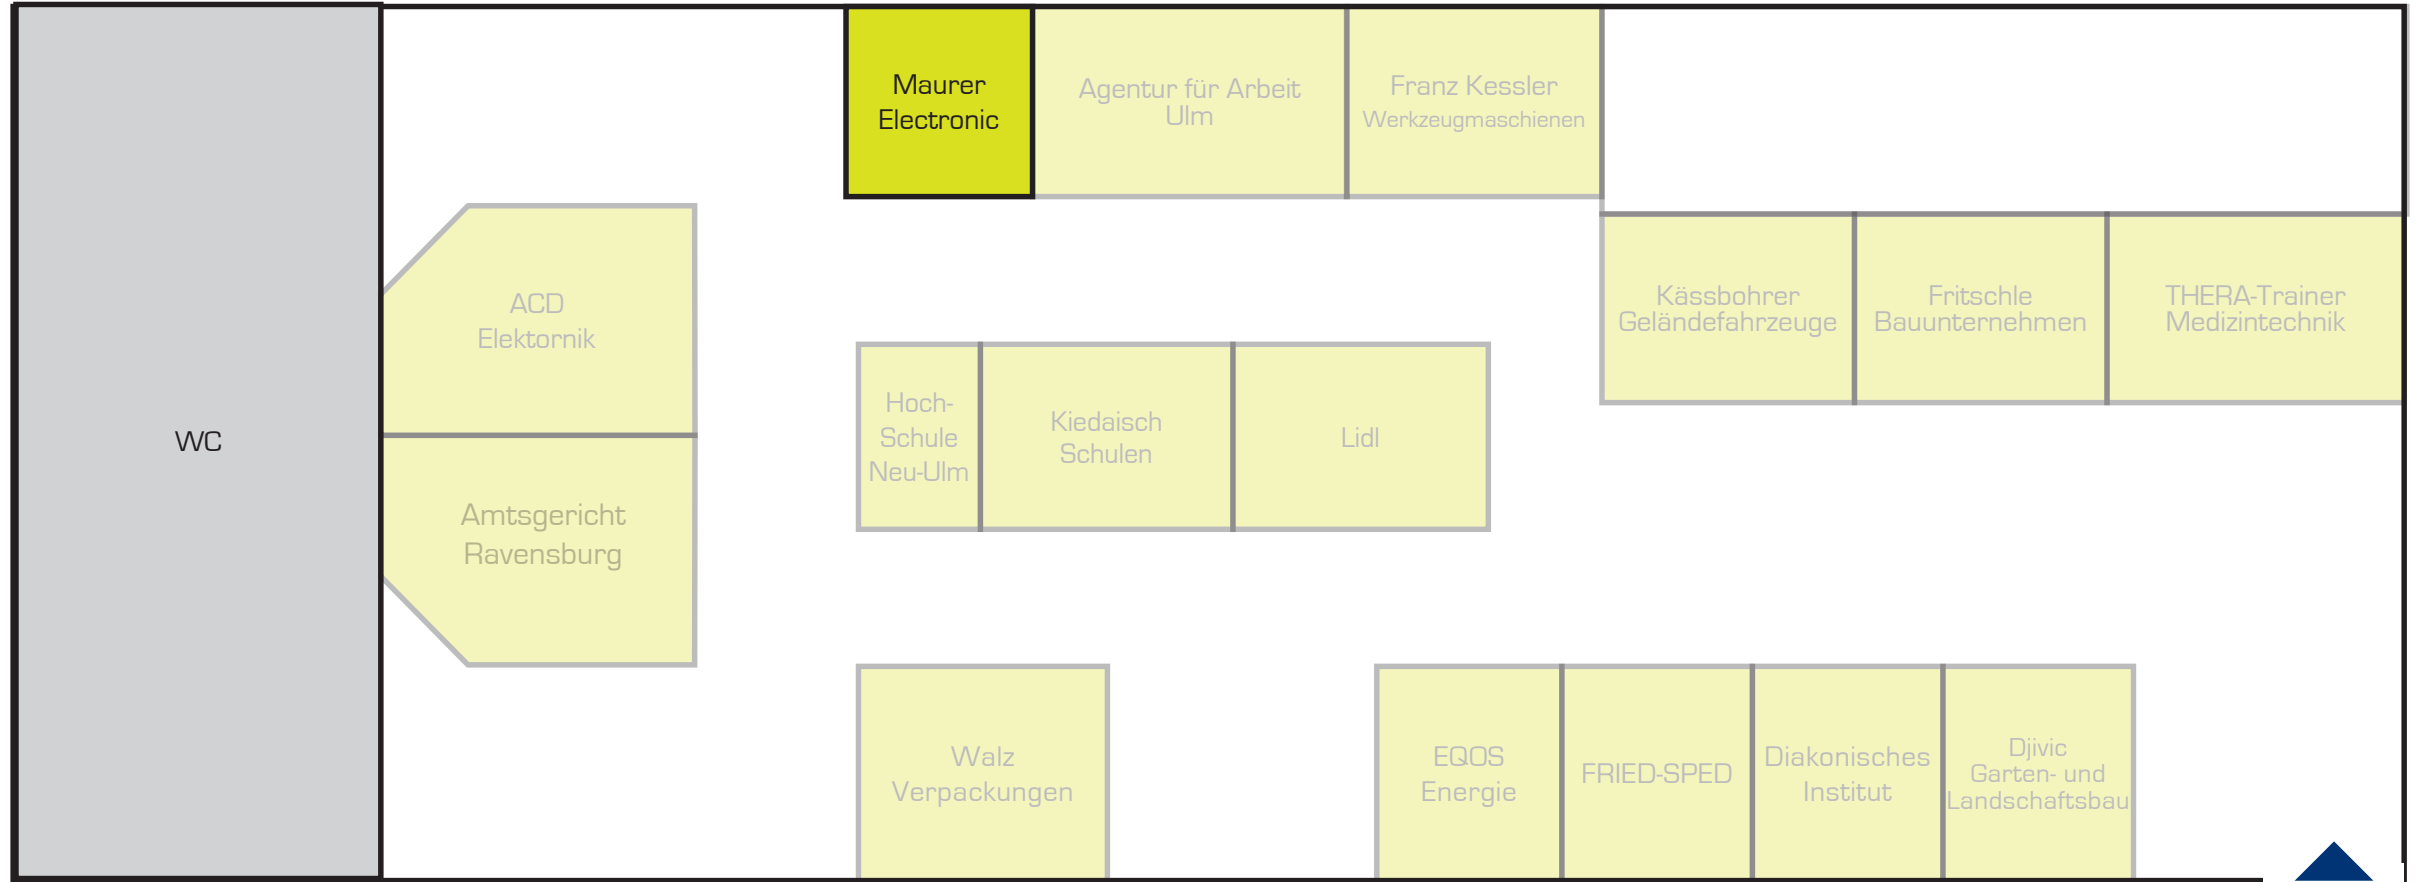 WC
Maurer
Electronic
Agentur für Arbeit
Ulm
Franz Kessler
Werkzeugmaschienen
ACD
Elektornik
Amtsgericht
Ravensburg
Hoch-
Schule
Neu-Ulm
Kiedaisch
Schulen
Lidl
Kässbohrer
Geländefahrzeuge
Fritschle
Bauunternehmen
THERA-Trainer
Medizintechnik
Walz
Verpackungen
EQOS
Energie
FRIED-SPED
Diakonisches
Institut
Djivic
Garten- und
Landschaftsbau